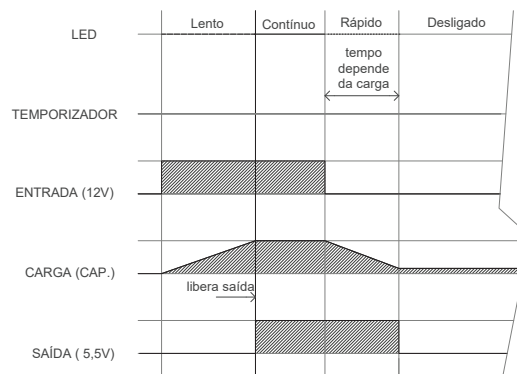 Lento Contínuo Rápido Desligado
LED
tempo
depende
da carga
TEMPORIZADOR
ENTRADA (12V)
CARGA (CAP.)
libera saída
SAÍDA ( 5,5V)